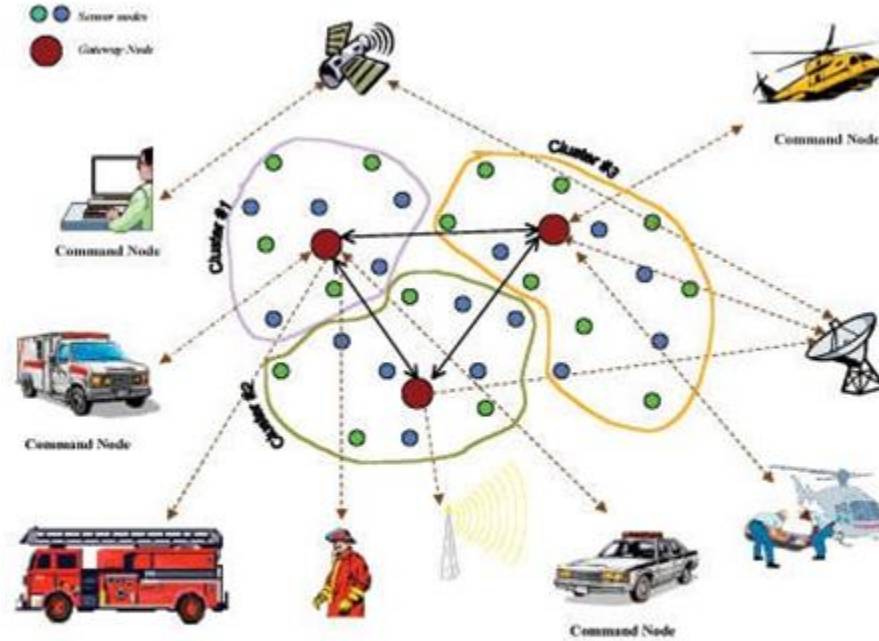 Sensor nodes
Gateway Node
Command Node
Cluster #3
Cluster #1
Command Node
Command Node
Cluster #2
Command Node